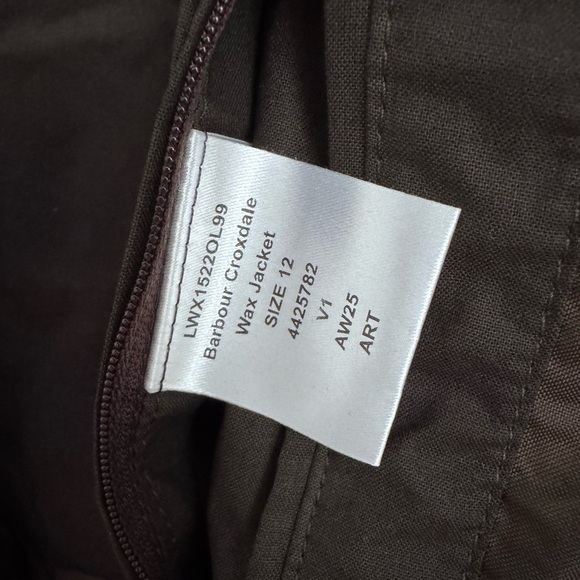 LWX1522OL99
Barbour Croxdale
Wax Jacket
SIZE 12
4425782
V1
AW25
ART